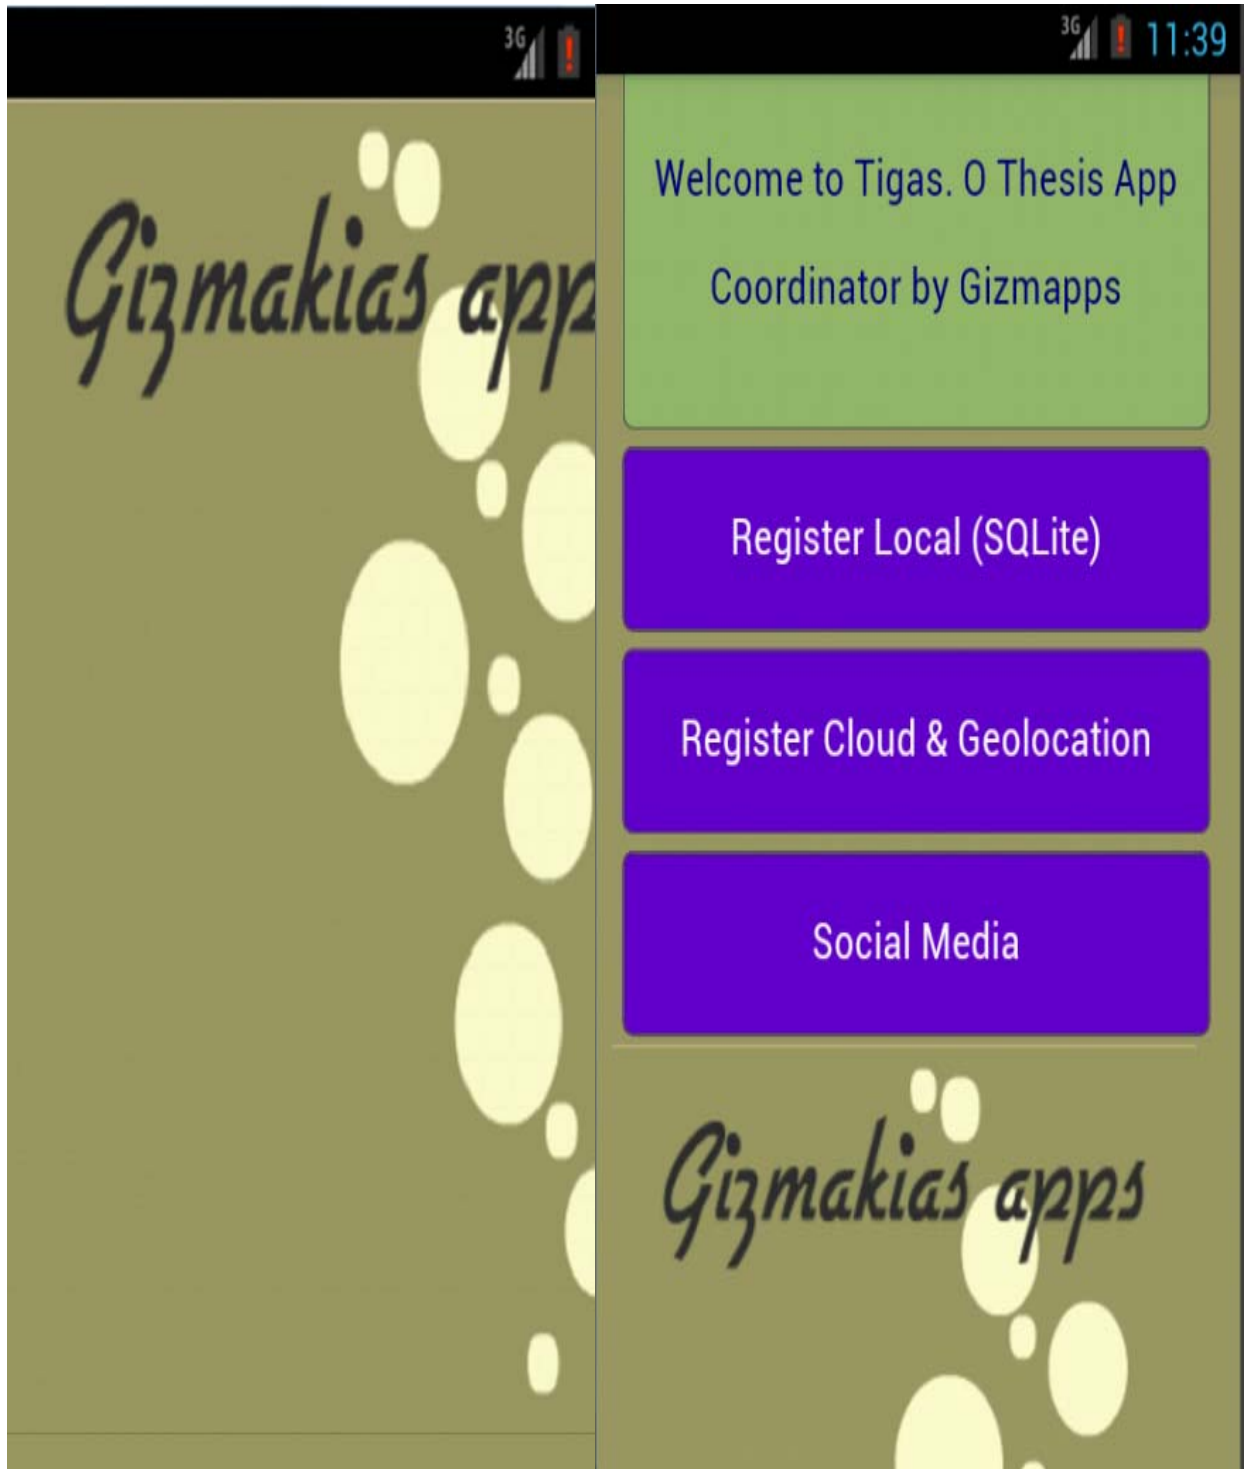 3G
Gizmakias app
3G 11:39
Welcome to Tigas. O Thesis App
Coordinator by Gizmapps
Register Local (SQLite)
Register Cloud & Geolocation
Social Media
Gizmakias apps